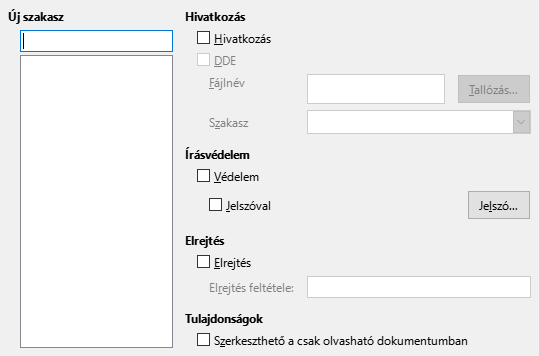 Új szakasz
Hivatkozás
Hivatkozás
DDE
Fájlnév
Tallózás...
Szakasz
Írásvédelem
Védelem
Jelszóval
Jelszó...
Elrejtés
Elrejtés
Elrejtés feltétele:
Tulajdonságok
Szerkeszthető a csak olvasható dokumentumban